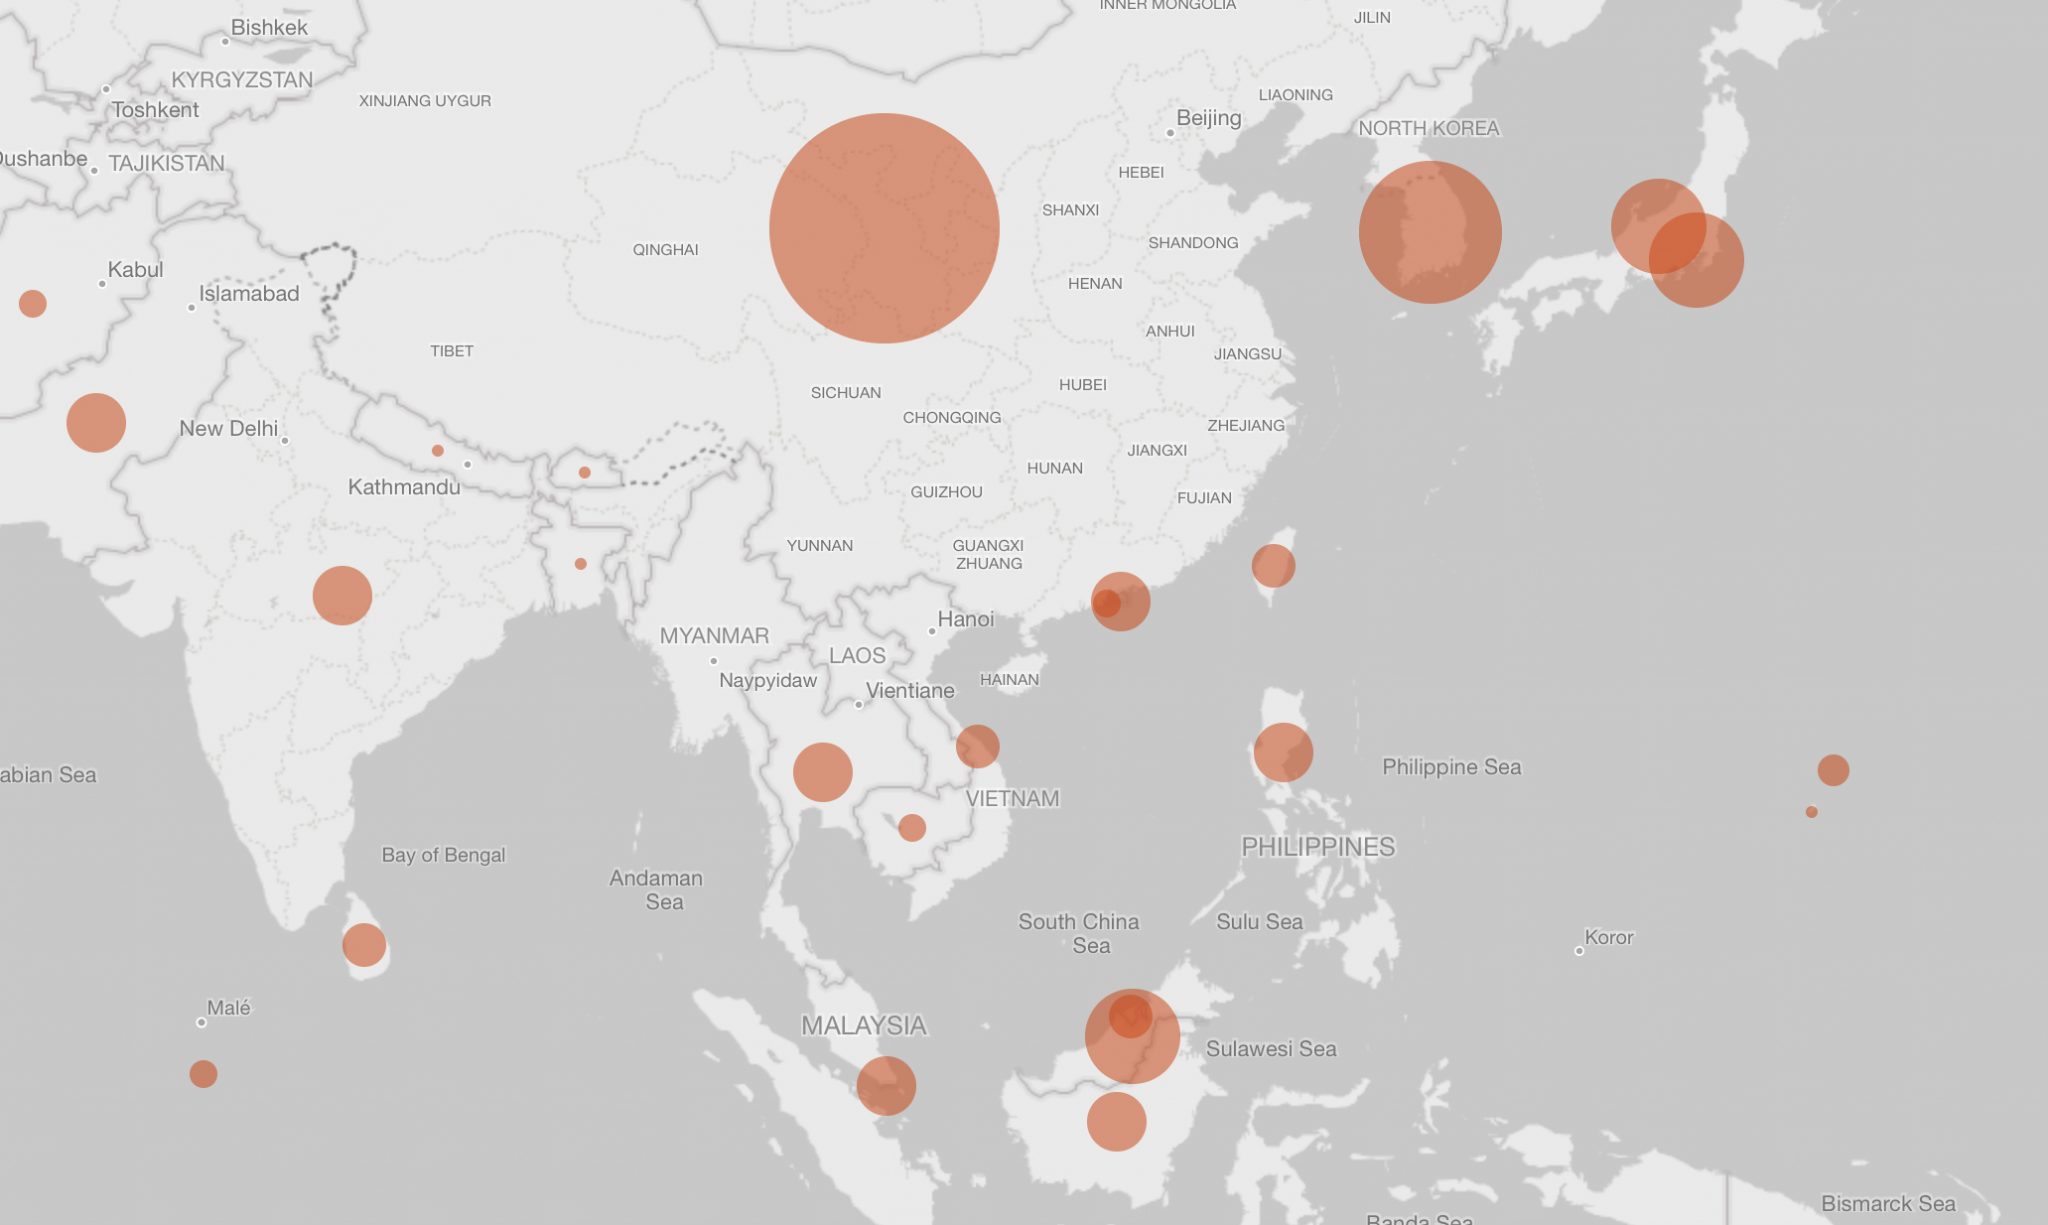 INNER MONGOLIA
JILIN
Bishkek
KYRGYZSTAN
XINJIANG UYGUR
LIAONING
Toshkent
Beijing
NORTH KOREA
Dushanbe
TAJIKISTAN
HEBEI
SHANXI
SHANDONG
QINGHAI
Kabul
HENAN
Islamabad
ANHUI
TIBET
JIANGSU
HUBEI
SICHUAN
CHONGQING
ZHEJIANG
New Delhi
JIANGXI
HUNAN
Kathmandu
GUIZHOU
FUJIAN
YUNNAN
GUANGXI
ZHUANG
Hanoi
MYANMAR
LAOS
Naypyidaw
Vientiane
HAINAN
abian Sea
Philippine Sea
VIETNAM
PHILIPPINES
Bay of Bengal
Andaman
Sea
South China
Sea
Sulu Sea
Koror
Malé
MALAYSIA
Sulawesi Sea
Bismarck Sea
Banda Sea